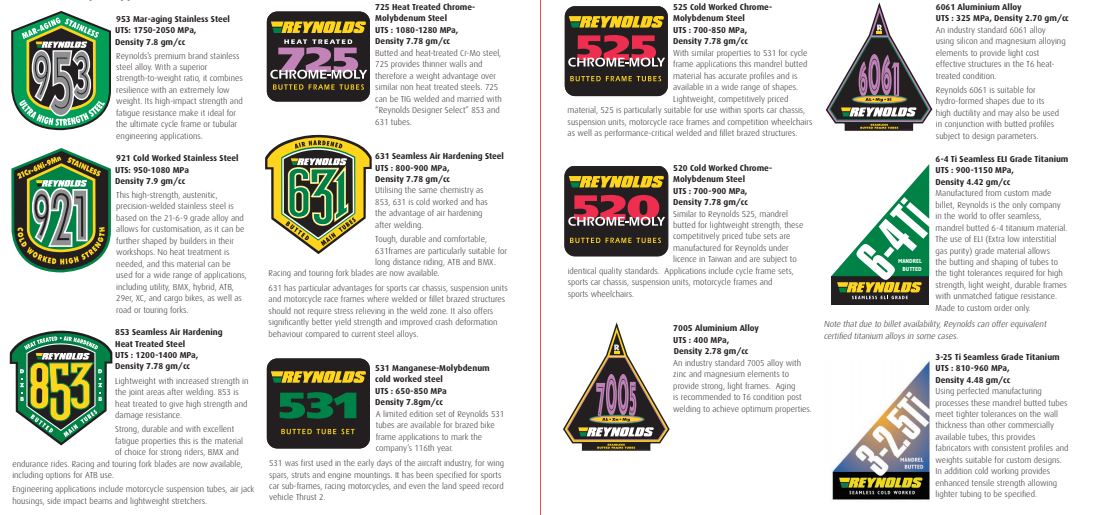 MAR-AGING STAINLESS
REYNOLDS
953
ULTRA HIGH STRENGTH STEEL
953 Mar-aging Stainless Steel
UTS: 1750-2050 MPa,
Density 7.8 gm/cc
Reynolds's premium brand stainless
steel alloy. With a superior
strength-to-weight ratio, it combines
resilience with an extremely low
weight. Its high-impact strength and
fatigue resistance make it ideal for
the ultimate cycle frame or tubular
engineering applications.
21Cr-6Ni-9Mn STAINLESS
REYNOLDS
921
COLD WORKED HIGH STRENGTH
921 Cold Worked Stainless Steel
UTS: 950-1080 MPa
Density 7.9 gm/cc
This high-strength, austenitic,
precision-welded stainless steel is
based on the 21-6-9 grade alloy and
allows for customisation, as it can be
further shaped by builders in their
workshops. No heat treatment is
needed, and this material can be
used for a wide range of applications,
including utility, BMX, hybrid, ATB,
29er, XC, and cargo bikes, as well as
road or touring forks.
HEAT TREATED • AIR HARDENED
REYNOLDS
853
D·Z·B
D·Z·B
BUTTED MAIN TUBES
853 Seamless Air Hardening
Heat Treated Steel
UTS : 1200-1400 MPa,
Density 7.78 gm/cc
Lightweight with increased strength in
the joint areas after welding. 853 is
heat treated to give high strength and
damage resistance.
Strong, durable and with excellent
fatigue properties this is the material
of choice for strong riders, BMX and
endurance rides. Racing and touring fork blades are now available,
including options for ATB use.
Engineering applications include motorcycle suspension tubes, air jack
housings, side impact beams and lightweight stretchers.
REYNOLDS
HEAT TREATED
725
CHROME-MOLY
BUTTED FRAME TUBES
725 Heat Treated Chrome-
Molybdenum Steel
UTS : 1080-1280 MPa,
Density 7.78 gm/cc
Butted and heat-treated Cr-Mo steel,
725 provides thinner walls and
therefore a weight advantage over
similar non heat treated steels. 725
can be TIG welded and married with
"Reynolds Designer Select" 853 and
631 tubes.
AIR HARDENED
REYNOLDS
631
BUTTED MAIN TUBES
631 Seamless Air Hardening Steel
UTS : 800-900 MPa,
Density 7.78 gm/cc
Utilising the same chemistry as
853, 631 is cold worked and has
the advantage of air hardening
after welding.
Tough, durable and comfortable,
631frames are particularly suitable for
long distance riding, ATB and BMX.
Racing and touring fork blades are now available.
631 has particular advantages for sports car chassis, suspension units
and motorcycle race frames where welded or fillet brazed structures
should not require stress relieving in the weld zone. It also offers
significantly better yield strength and improved crash deformation
behaviour compared to current steel alloys.
REYNOLDS
531
BUTTED TUBE SET
531 Manganese-Molybdenum
cold worked steel
UTS : 650-850 MPa
Density 7.8gm/cc
A limited edition set of Reynolds 531
tubes are available for brazed bike
frame applications to mark the
company's 116th year.
531 was first used in the early days of the aircraft industry, for wing
spars, struts and engine mountings. It has been specified for sports
car sub-frames, racing motorcycles, and even the land speed record
vehicle Thrust 2.
REYNOLDS
525
CHROME-MOLY
BUTTED FRAME TUBES
525 Cold Worked Chrome-
Molybdenum Steel
UTS : 700-850 MPa,
Density 7.78 gm/cc
With similar properties to 531 for cycle
frame applications this mandrel butted
material has accurate profiles and is
available in a wide range of shapes.
Lightweight, competitively priced
material, 525 is particularly suitable for use within sports car chassis,
suspension units, motorcycle race frames and competition wheelchairs
as well as performance-critical welded and fillet brazed structures.
REYNOLDS
520
CHROME-MOLY
BUTTED FRAME TUBES
520 Cold Worked Chrome-
Molybdenum Steel
UTS : 700-900 MPa,
Density 7.78 gm/cc
Similar to Reynolds 525, mandrel
butted for lightweight strength, these
competitively priced tube sets are
manufactured for Reynolds under
licence in Taiwan and are subject to
identical quality standards. Applications include cycle frame sets,
sports car chassis, suspension units, motorcycle frames and
sports wheelchairs.
R
7005
AL•Zn•Mg
REYNOLDS
SEAMLESS
BUTTED FRAME TUBES
7005 Aluminium Alloy
UTS : 400 MPa,
Density 2.78 gm/cc
An industry standard 7005 alloy with
zinc and magnesium elements to
provide strong, light frames. Aging
is recommended to T6 condition post
welding to achieve optimum properties.
R
6061
AL•Mg•Si
REYNOLDS
SEAMLESS
BUTTED FRAME TUBES
6061 Aluminium Alloy
UTS : 325 MPa, Density 2.70 gm/cc
An industry standard 6061 alloy
using silicon and magnesium alloying
elements to provide light cost
effective structures in the T6 heat-
treated condition.
Reynolds 6061 is suitable for
hydro-formed shapes due to its
high ductility and may also be used
in conjunction with butted profiles
subject to design parameters.
6-4Ti
MANDREL
BUTTED
REYNOLDS
SEAMLESS ELI GRADE
6-4 Ti Seamless ELI Grade Titanium
UTS : 900-1150 MPa,
Density 4.42 gm/cc
Manufactured from custom made
billet, Reynolds is the only company
in the world to offer seamless,
mandrel butted 6-4 titanium material.
The use of ELI (Extra low interstitial
gas purity) grade material allows
the butting and shaping of tubes to
the tight tolerances required for high
strength, light weight, durable frames
with unmatched fatigue resistance.
Made to custom order only.
Note that due to billet availability, Reynolds can offer equivalent
certified titanium alloys in some cases.
3-2.5Ti
MANDREL
BUTTED
REYNOLDS
SEAMLESS COLD WORKED
3-25 Ti Seamless Grade Titanium
UTS : 810-960 MPa,
Density 4.48 gm/cc
Using perfected manufacturing
processes these mandrel butted tubes
meet tighter tolerances on the wall
thickness than other commercially
available tubes, this provides
fabricators with consistent profiles and
weights suitable for custom designs.
In addition cold working provides
enhanced tensile strength allowing
lighter tubing to be specified.